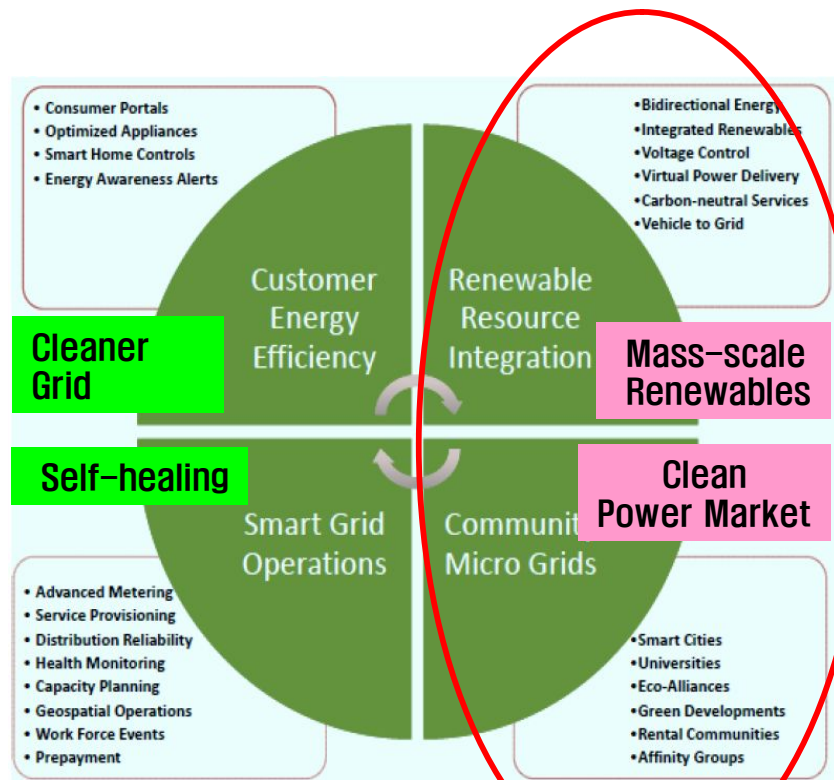 • Consumer Portals
• Optimized Appliances
• Smart Home Controls
• Energy Awareness Alerts
•Bidirectional Energy
•Integrated Renewables
•Voltage Control
•Virtual Power Delivery
•Carbon-neutral Services
•Vehicle to Grid
Customer
Energy
Efficiency
Renewable
Resource
Integration
Cleaner
Grid
Mass-scale
Renewables
Self-healing
Clean
Power Market
Smart Grid
Operations
Communit
Micro Grids
• Advanced Metering
• Service Provisioning
• Distribution Reliability
• Health Monitoring
• Capacity Planning
• Geospatial Operations
• Work Force Events
• Prepayment
•Smart Cities
•Universities
•Eco-Alliances
•Green Developments
•Rental Communities
•Affinity Groups